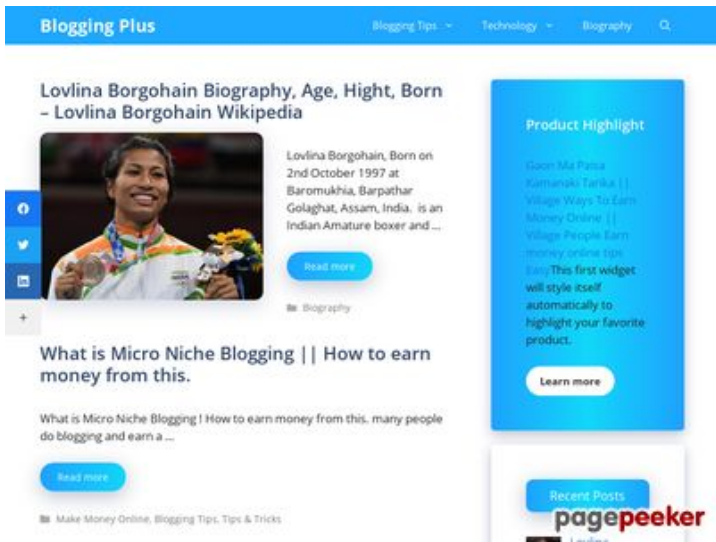 Blogging Plus
Blogging Tips
Technology
Biography
Lovlina Borgohain Biography, Age, Hight, Born
– Lovlina Borgohain Wikipedia
Lovlina Borgohain, Born on
2nd October 1997 at
Baromukhia, Barpathar
Golaghat, Assam, India.  is an
Indian Amature boxer and ...
Read more
Biography
What is Micro Niche Blogging || How to earn
money from this.
What is Micro Niche Blogging ! How to earn money from this. many people
do blogging and earn a ...
Read more
Make Money Online, Blogging Tips, Tips & Tricks
Product Highlight
Gaon Ma Paisa
Kamanaki Tarika ||
Village Ways To Earn
Money Online ||
Village People Earn
money online tips
Easy This first widget
will style itself
automatically to
highlight your favorite
product.
Learn more
Recent Posts
Lovlina
pagepeeker